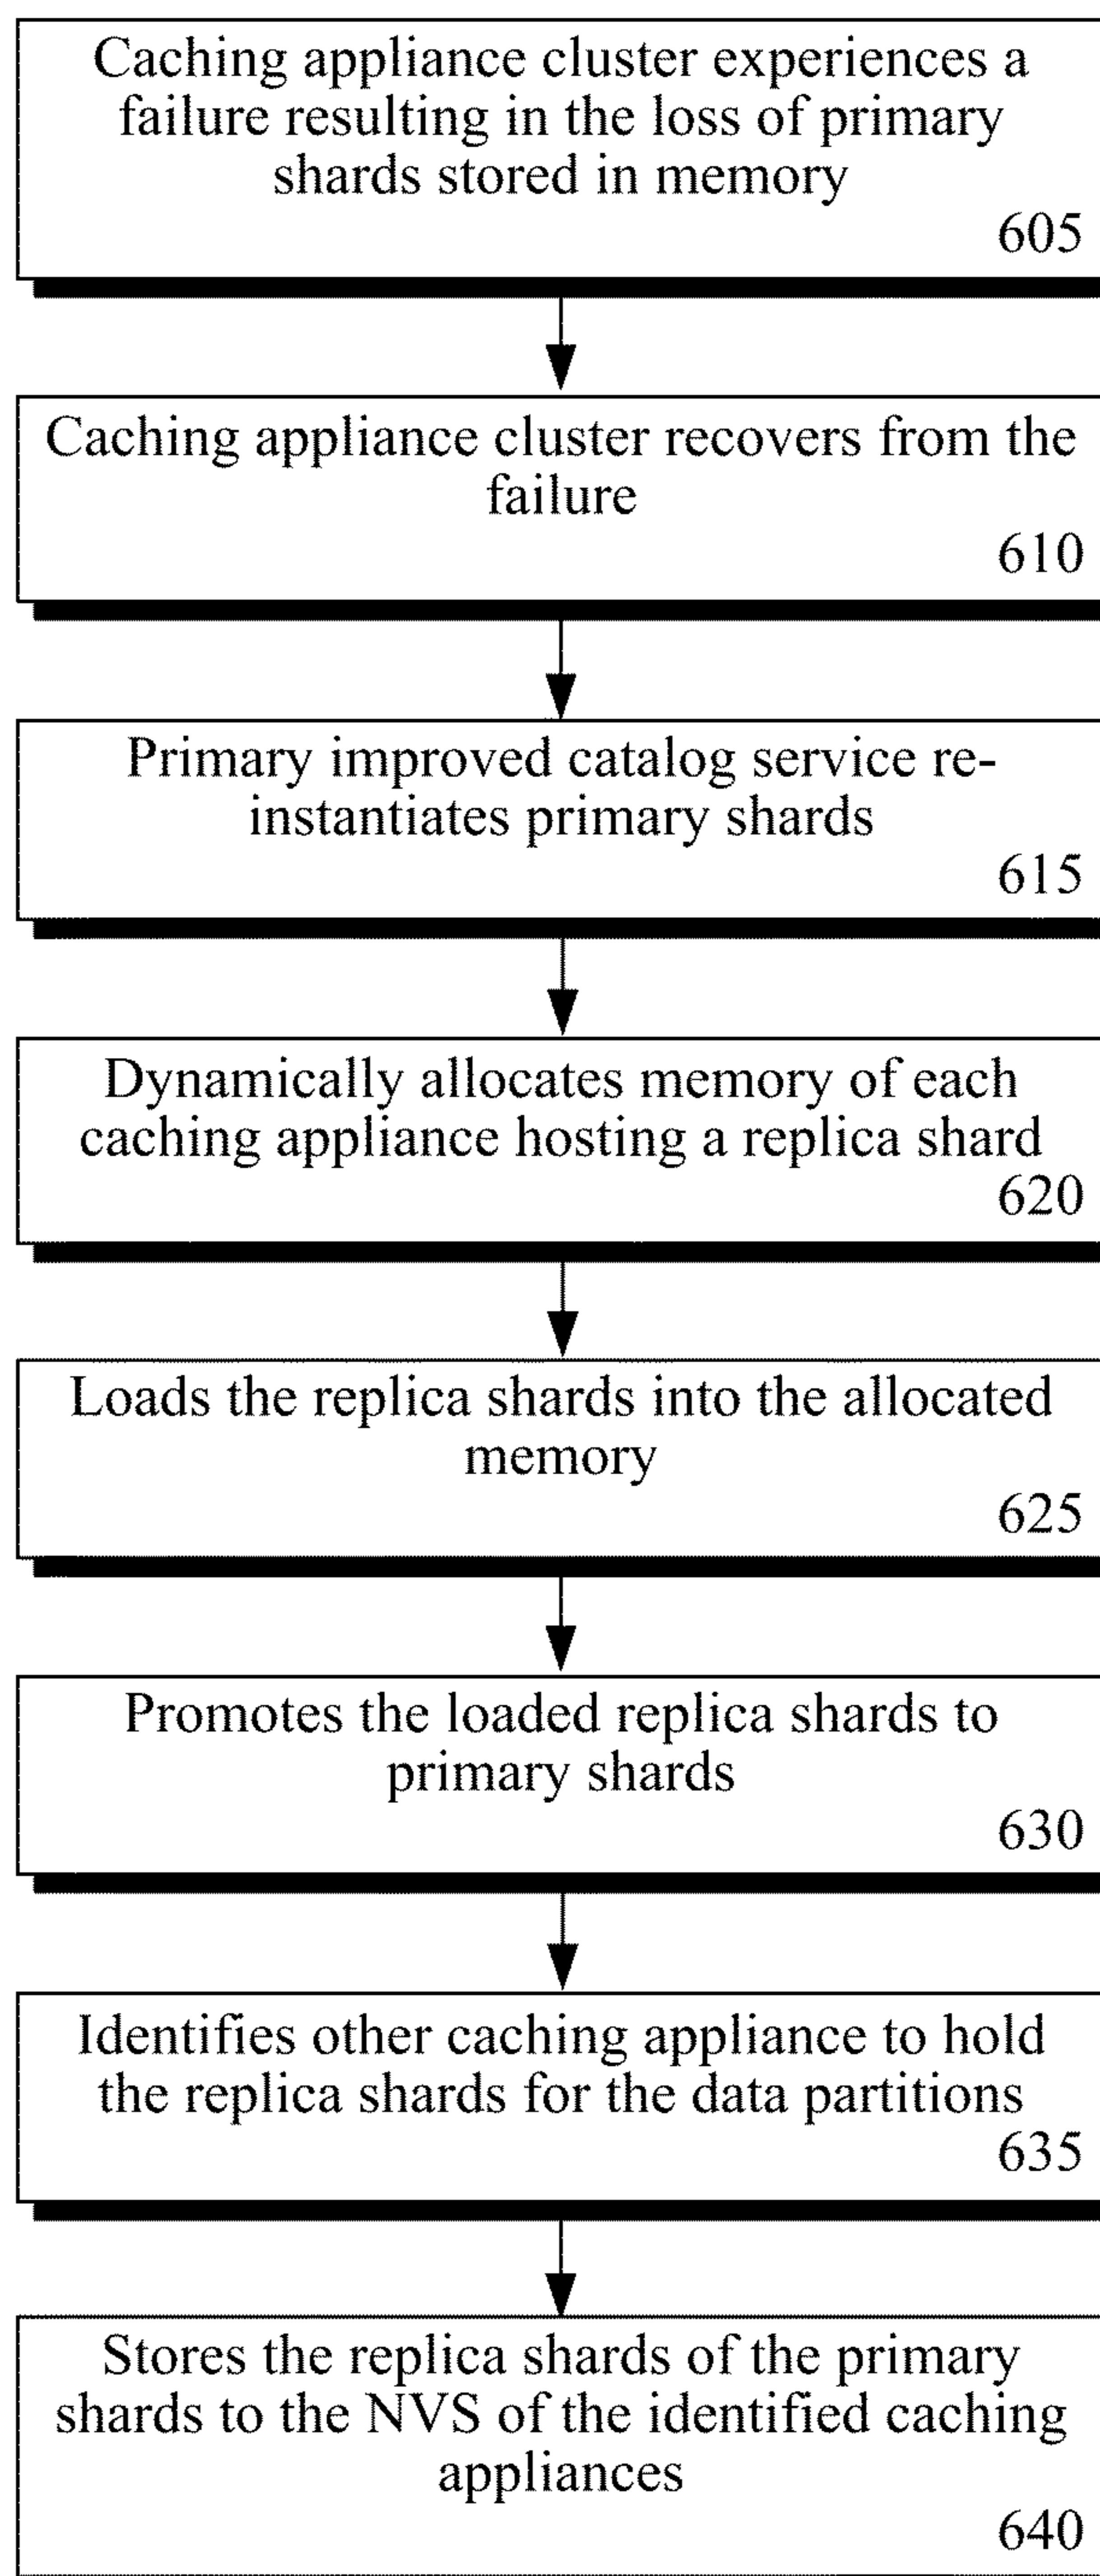 Caching appliance cluster experiences a
failure resulting in the loss of primary
shards stored in memory
605
Caching appliance cluster recovers from the
failure
610
Primary improved catalog service re-
instantiates primary shards
615
Dynamically allocates memory of each
caching appliance hosting a replica shard
620
Loads the replica shards into the allocated
memory
625
Promotes the loaded replica shards to
primary shards
630
Identifies other caching appliance to hold
the replica shards for the data partitions
635
Stores the replica shards of the primary
shards to the NVS of the identified caching
appliances
640